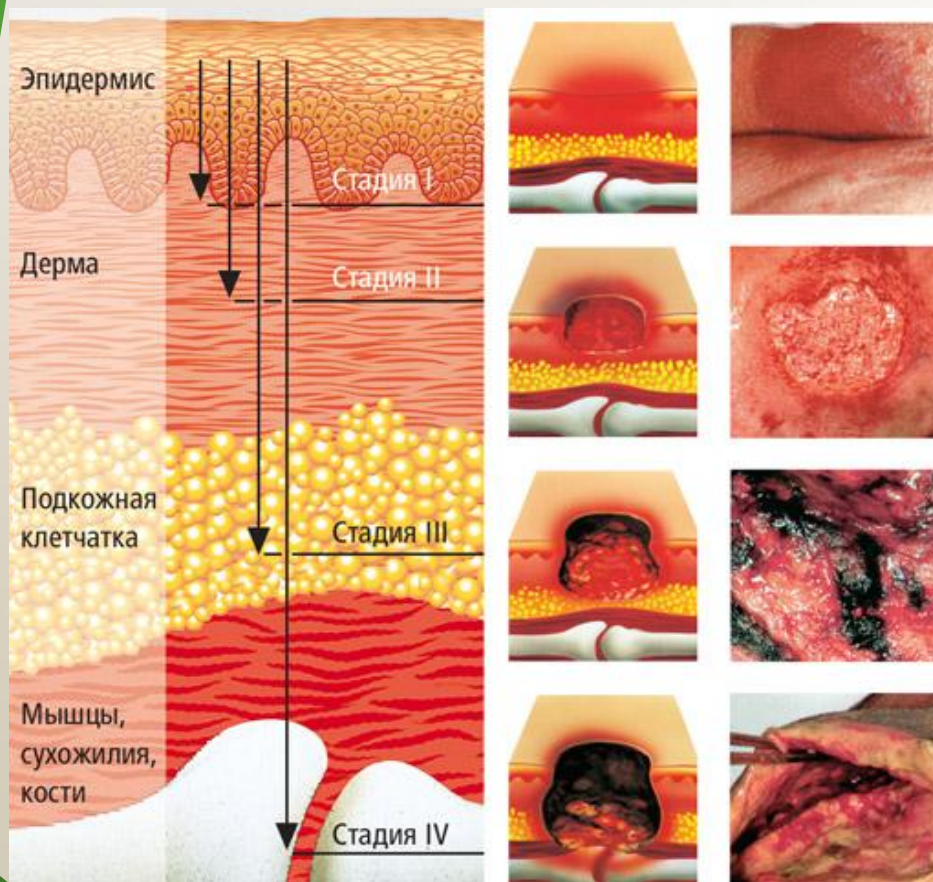 Эпидермис
Стадия I
Дерма
Стадия II
Подкожная
клетчатка
Стадия III
Мышцы,
сухожилия,
кости
Стадия IV